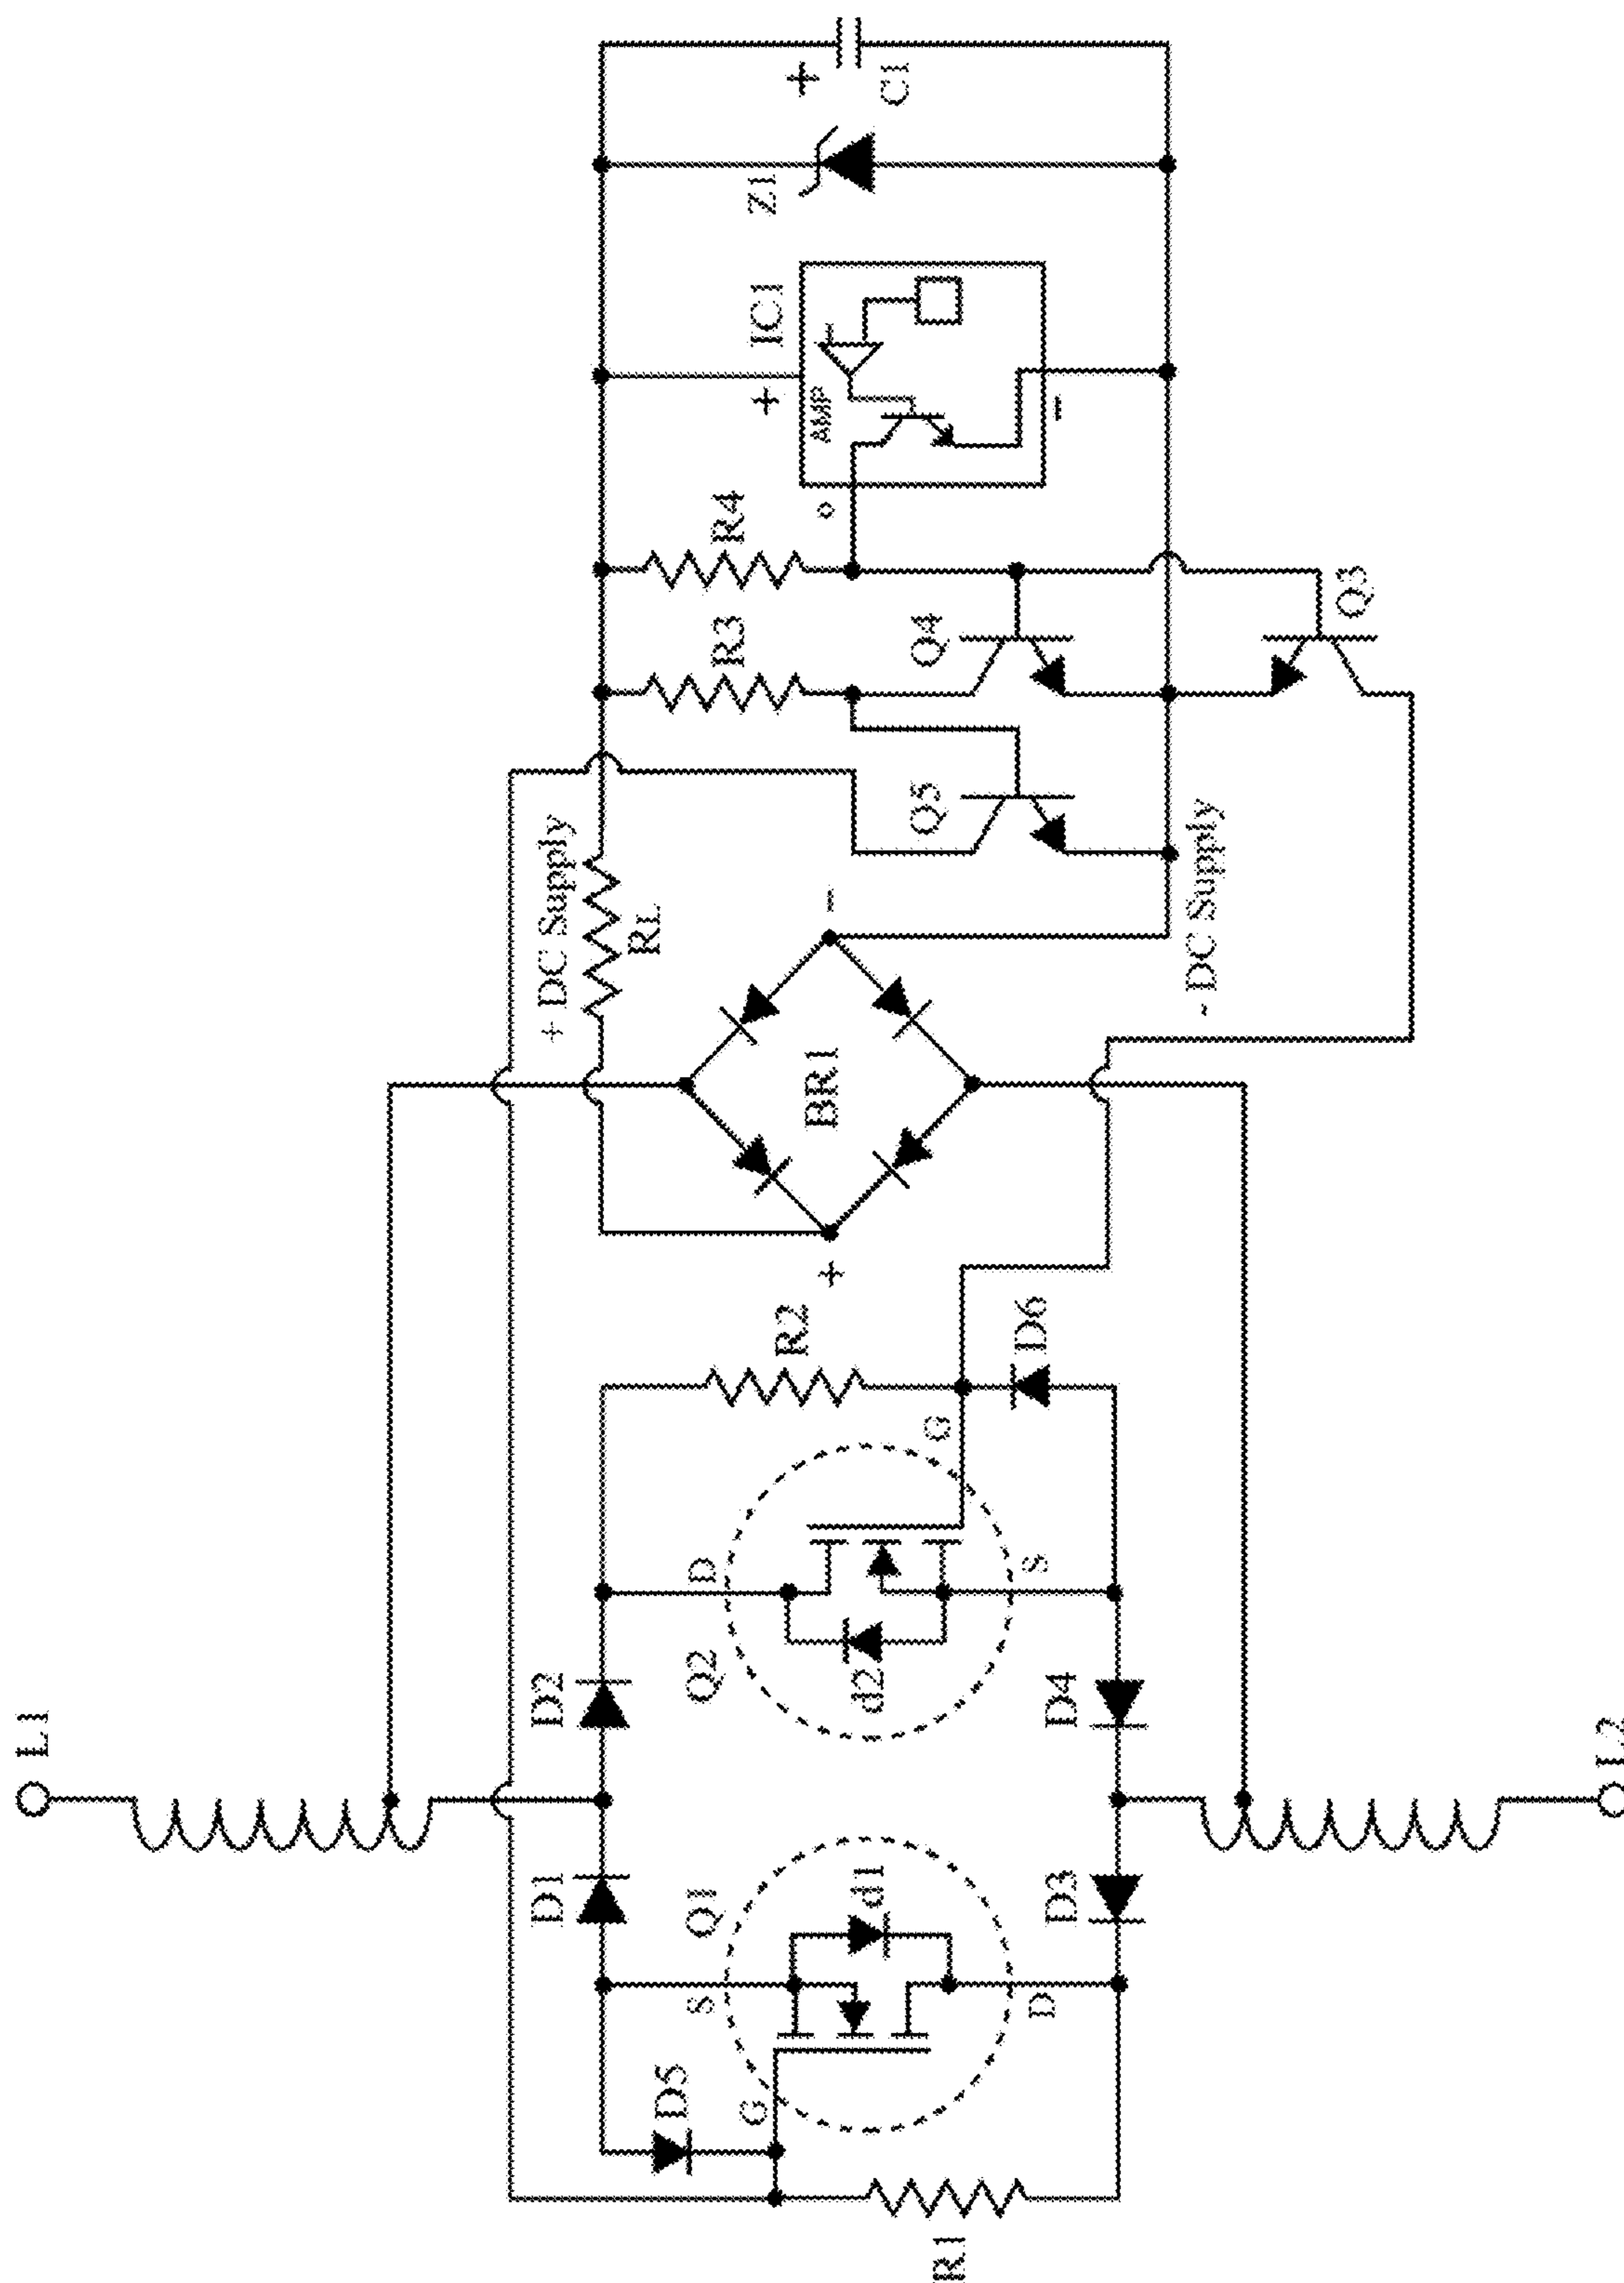 L1
D1
D2
D5
G
S
Q1
d1
D
D3
R1
Q2
D
d2
S
G
D4
R2
D6
L2
+
BR1
-
+ DC Supply
RL
- DC Supply
Q5
R3
R4
Q4
Q3
o
IC1
+
AMP
-
Z1
+
C1